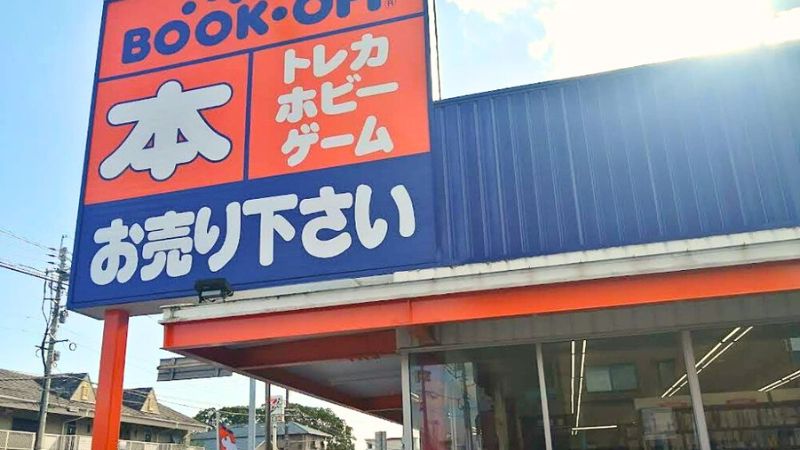 BOOK・OFF
本
トレカ
ホビー
ゲーム
お売り下さい